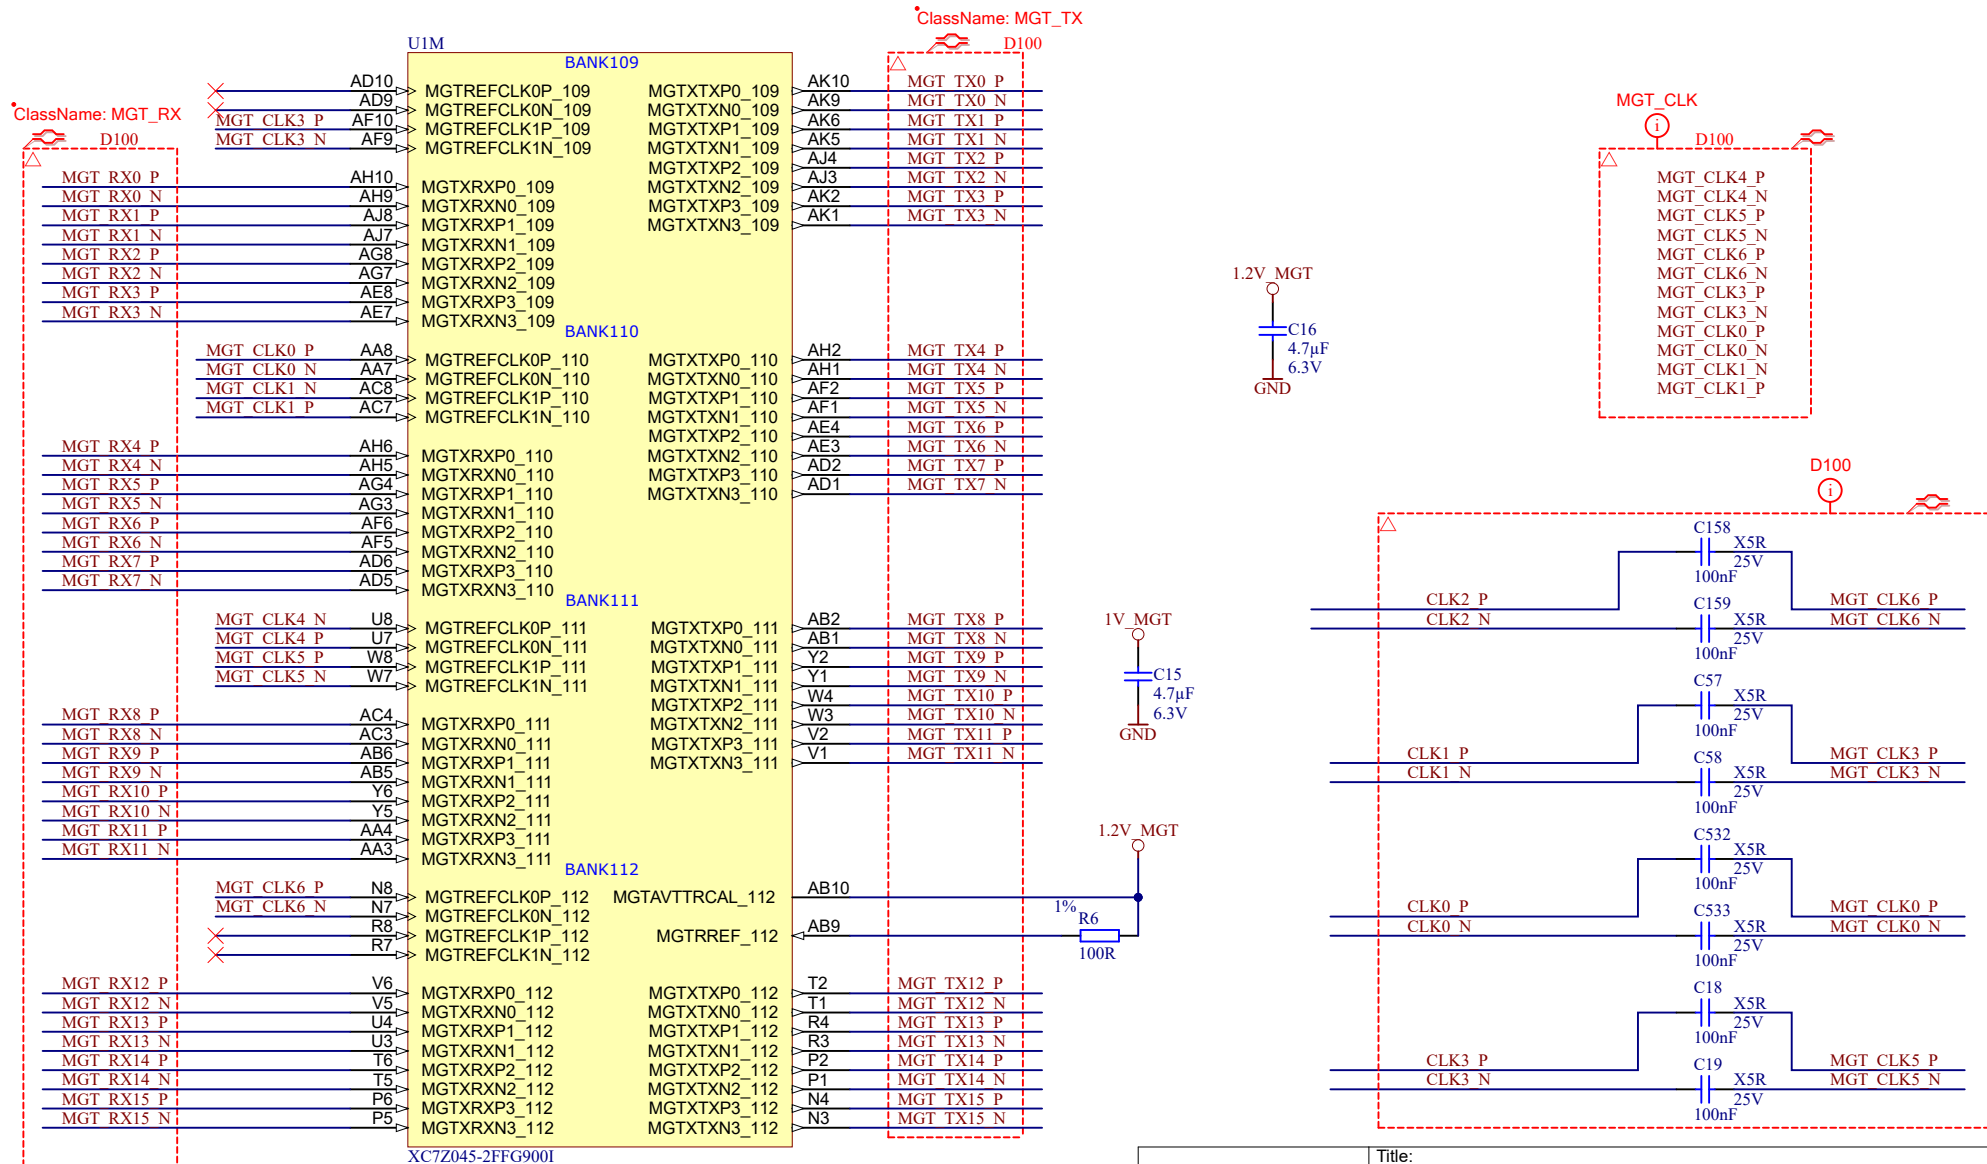 ClassName: MGT_TX
D100
U1M
ClassName: MGT_RX
D100
BANK109
AD10 MGTREFCLK0P_109
AD9 MGTREFCLK0N_109
MGT_CLK3_P AF10 MGTREFCLK1P_109
MGT_CLK3_N AF9 MGTREFCLK1N_109
MGT_RX0_P AH10 MGTXRXP0_109
MGT_RX0_N AH9 MGTXRXN0_109
MGT_RX1_P AJ8 MGTXRXP1_109
MGT_RX1_N AJ7 MGTXRXN1_109
MGT_RX2_P AG8 MGTXRXP2_109
MGT_RX2_N AG7 MGTXRXN2_109
MGT_RX3_P AE8 MGTXRXP3_109
MGT_RX3_N AE7 MGTXRXN3_109
MGTXTXP0_109 AK10 MGT_TX0_P
MGTXTXN0_109 AK9 MGT_TX0_N
MGTXTXP1_109 AK6 MGT_TX1_P
MGTXTXN1_109 AK5 MGT_TX1_N
MGTXTXP2_109 AJ4 MGT_TX2_P
MGTXTXN2_109 AJ3 MGT_TX2_N
MGTXTXP3_109 AK2 MGT_TX3_P
MGTXTXN3_109 AK1 MGT_TX3_N
BANK110
MGT_CLK0_P AA8 MGTREFCLK0P_110
MGT_CLK0_N AA7 MGTREFCLK0N_110
MGT_CLK1_N AC8 MGTREFCLK1P_110
MGT_CLK1_P AC7 MGTREFCLK1N_110
MGT_RX4_P AH6 MGTXRXP0_110
MGT_RX4_N AH5 MGTXRXN0_110
MGT_RX5_P AG4 MGTXRXP1_110
MGT_RX5_N AG3 MGTXRXN1_110
MGT_RX6_P AF6 MGTXRXP2_110
MGT_RX6_N AF5 MGTXRXN2_110
MGT_RX7_P AD6 MGTXRXP3_110
MGT_RX7_N AD5 MGTXRXN3_110
MGTXTXP0_110 AH2 MGT_TX4_P
MGTXTXN0_110 AH1 MGT_TX4_N
MGTXTXP1_110 AF2 MGT_TX5_P
MGTXTXN1_110 AF1 MGT_TX5_N
MGTXTXP2_110 AE4 MGT_TX6_P
MGTXTXN2_110 AE3 MGT_TX6_N
MGTXTXP3_110 AD2 MGT_TX7_P
MGTXTXN3_110 AD1 MGT_TX7_N
BANK111
MGT_CLK4_N U8 MGTREFCLK0P_111
MGT_CLK4_P U7 MGTREFCLK0N_111
MGT_CLK5_P W8 MGTREFCLK1P_111
MGT_CLK5_N W7 MGTREFCLK1N_111
MGT_RX8_P AC4 MGTXRXP0_111
MGT_RX8_N AC3 MGTXRXN0_111
MGT_RX9_P AB6 MGTXRXP1_111
MGT_RX9_N AB5 MGTXRXN1_111
MGT_RX10_P Y6 MGTXRXP2_111
MGT_RX10_N Y5 MGTXRXN2_111
MGT_RX11_P AA4 MGTXRXP3_111
MGT_RX11_N AA3 MGTXRXN3_111
MGTXTXP0_111 AB2 MGT_TX8_P
MGTXTXN0_111 AB1 MGT_TX8_N
MGTXTXP1_111 Y2 MGT_TX9_P
MGTXTXN1_111 Y1 MGT_TX9_N
MGTXTXP2_111 W4 MGT_TX10_P
MGTXTXN2_111 W3 MGT_TX10_N
MGTXTXP3_111 V2 MGT_TX11_P
MGTXTXN3_111 V1 MGT_TX11_N
BANK112
MGT_CLK6_P N8 MGTREFCLK0P_112
MGT_CLK6_N N7 MGTREFCLK0N_112
R8 MGTREFCLK1P_112
R7 MGTREFCLK1N_112
MGTAVTTRCAL_112 AB10
MGTRREF_112 AB9
MGT_RX12_P V6 MGTXRXP0_112
MGT_RX12_N V5 MGTXRXN0_112
MGT_RX13_P U4 MGTXRXP1_112
MGT_RX13_N U3 MGTXRXN1_112
MGT_RX14_P T6 MGTXRXP2_112
MGT_RX14_N T5 MGTXRXN2_112
MGT_RX15_P P6 MGTXRXP3_112
MGT_RX15_N P5 MGTXRXN3_112
MGTXTXP0_112 T2 MGT_TX12_P
MGTXTXN0_112 T1 MGT_TX12_N
MGTXTXP1_112 R4 MGT_TX13_P
MGTXTXN1_112 R3 MGT_TX13_N
MGTXTXP2_112 P2 MGT_TX14_P
MGTXTXN2_112 P1 MGT_TX14_N
MGTXTXP3_112 N4 MGT_TX15_P
MGTXTXN3_112 N3 MGT_TX15_N
XC7Z045-2FFG900I
1.2V_MGT
C16
4.7µF
6.3V
GND
1V_MGT
C15
4.7µF
6.3V
GND
1.2V_MGT
1%
R6
100R
MGT_CLK
i
D100
MGT_CLK4_P
MGT_CLK4_N
MGT_CLK5_P
MGT_CLK5_N
MGT_CLK6_P
MGT_CLK6_N
MGT_CLK3_P
MGT_CLK3_N
MGT_CLK0_P
MGT_CLK0_N
MGT_CLK1_N
MGT_CLK1_P
D100
i
C158
X5R
25V
100nF
CLK2_P MGT_CLK6_P
C159
CLK2_N X5R MGT_CLK6_N
25V
100nF
C57
X5R
25V
100nF
CLK1_P MGT_CLK3_P
C58
CLK1_N X5R MGT_CLK3_N
25V
100nF
C532
X5R
25V
100nF
CLK0_P MGT_CLK0_P
C533
CLK0_N X5R MGT_CLK0_N
25V
100nF
C18
X5R
25V
100nF
CLK3_P MGT_CLK5_P
C19
CLK3_N X5R MGT_CLK5_N
25V
100nF
Title: